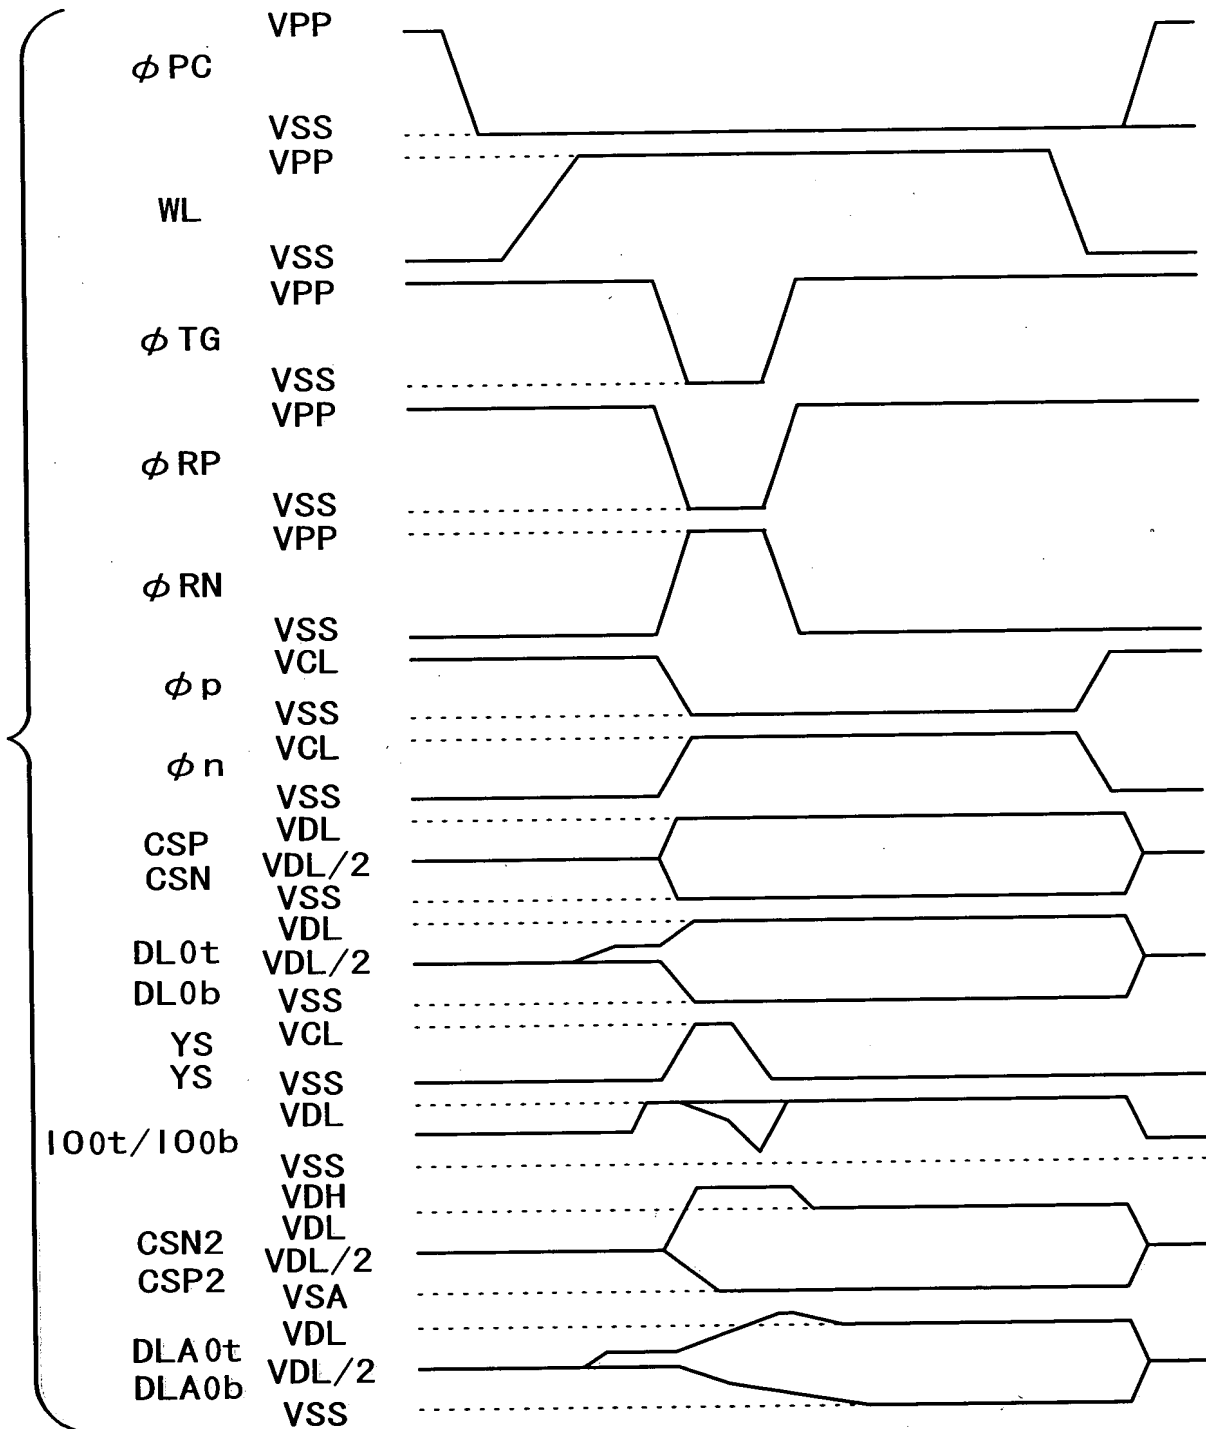 VPP
φPC
VSS
VPP
WL
VSS
VPP
φTG
VSS
VPP
φRP
VSS
VPP
φRN
VSS
VCL
φp
VSS
VCL
φn
VSS
VDL
CSP
VDL/2
CSN
VSS
VDL
DL0t
VDL/2
DL0b
VSS
VCL
YS
YS
VSS
VDL
IO0t/IO0b
VSS
VDH
VDL
CSN2
VDL/2
CSP2
VSA
VDL
DLA0t
VDL/2
DLA0b
VSS